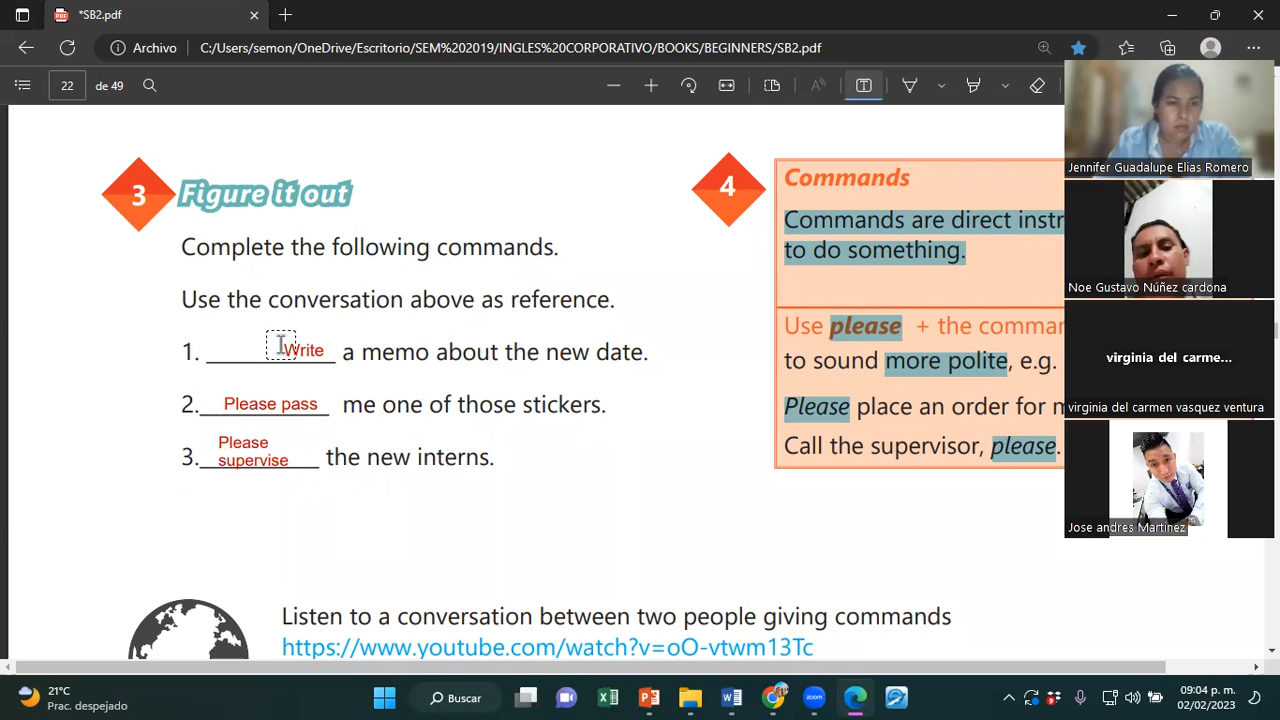 *SB2.pdf
Archivo
C:/Users/semon/OneDrive/Escritorio/SEM%202019/INGLES%20CORPORATIVO/BOOKS/BEGINNERS/SB2.pdf
22
de 49
3
Figure it out
Complete the following commands.
Use the conversation above as reference.
1. Write a memo about the new date.
2. Please pass me one of those stickers.
3. Please supervise the new interns.
4
Commands
Commands are direct instr
to do something.
Use please + the comma
to sound more polite, e.g.
Please place an order for m
Call the supervisor, please.
Listen to a conversation between two people giving commands
https://www.youtube.com/watch?v=oO-vtwm13Tc
Jennifer Guadalupe Elias Romero
Noe Gustavo Núñez cardona
virginia del carme...
virginia del carmen vasquez ventura
Jose andres Martinez
21°C
Prac. despejado
Buscar
09:04 p. m.
02/02/2023